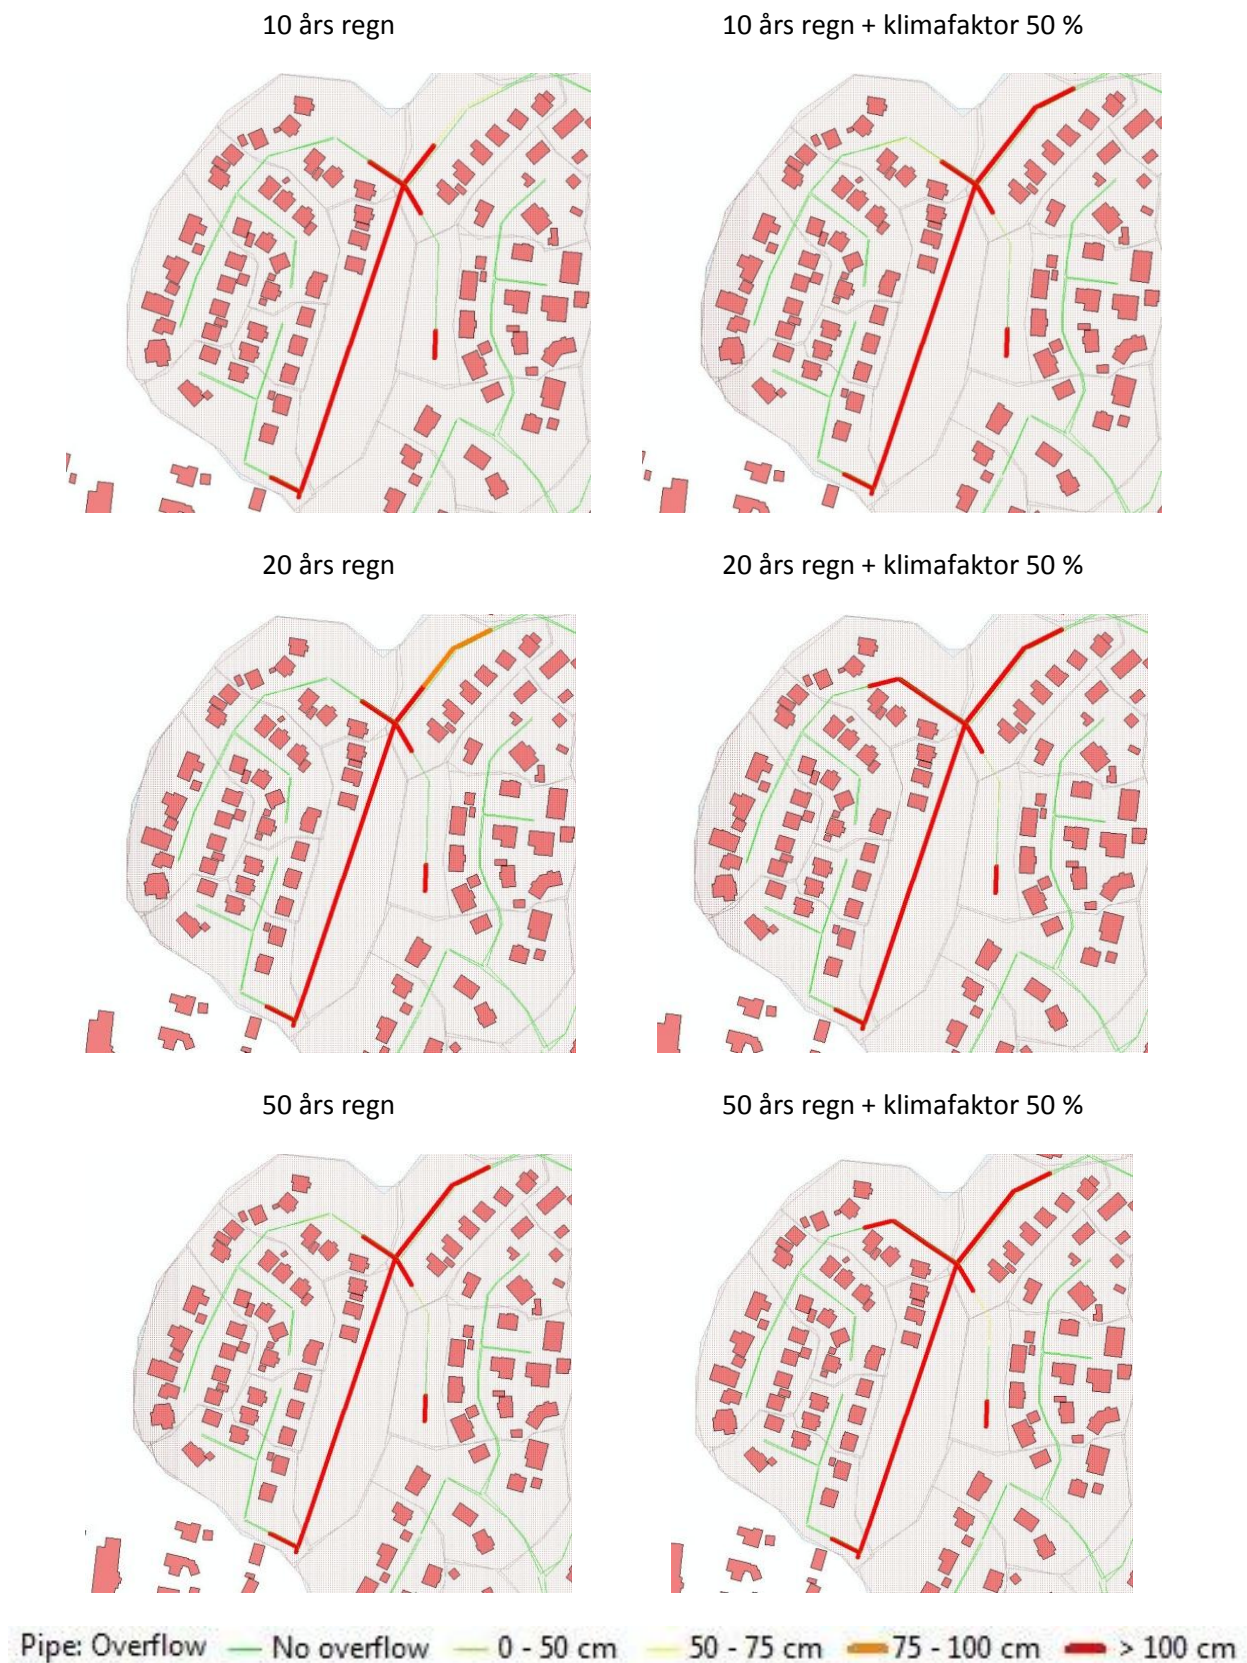 10 års regn
10 års regn + klimafaktor 50 %
20 års regn
20 års regn + klimafaktor 50 %
50 års regn
50 års regn + klimafaktor 50 %
Pipe: Overflow No overflow 0 - 50 cm 50 - 75 cm 75 - 100 cm > 100 cm